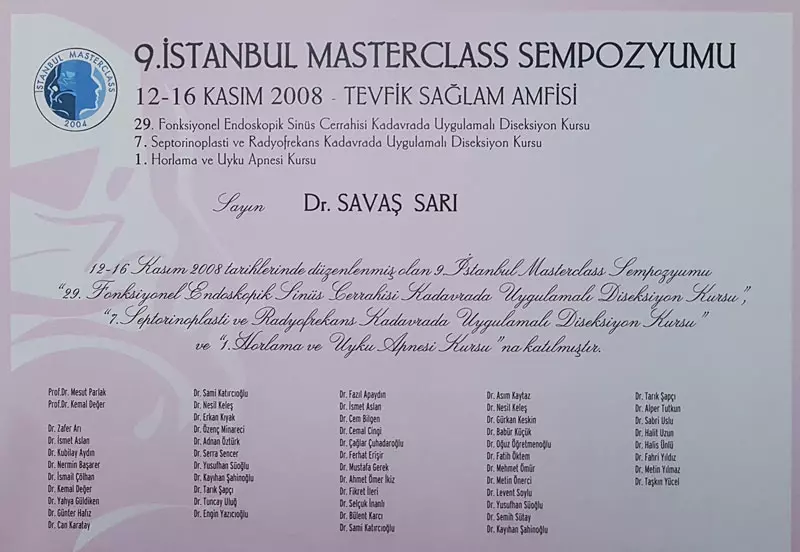 İSTANBUL MASTERCLASS
2004
9.İSTANBUL MASTERCLASS SEMPOZYUMU
12-16 KASIM 2008 - TEVFİK SAĞLAM AMFİSİ
29. Fonksiyonel Endoskopik Sinüs Cerrahisi Kadavrada Uygulamalı Diseksiyon Kursu
7. Septorinoplasti ve Radyofrekans Kadavrada Uygulamalı Diseksiyon Kursu
1. Horlama ve Uyku Apnesi Kursu
Sayın Dr. SAVAŞ SARI
12-16 Kasım 2008 tarihlerinde düzenlenmiş olan 9. İstanbul Masterclass Sempozyumu
"29. Fonksiyonel Endoskopik Sinüs Cerrahisi Kadavrada Uygulamalı Diseksiyon Kursu",
"7.Septorinoplasti ve Radyofrekans Kadavrada Uygulamalı Diseksiyon Kursu"
ve "1.Horlama ve Uyku Apnesi Kursu"na katılmıştır.
Prof.Dr. Mesut Parlak
Prof.Dr. Kemal Değer
Dr. Zafer Arı
Dr. İsmet Aslan
Dr. Kubilay Aydın
Dr. Nermin Başarer
Dr. İsmail Çölhan
Dr. Kemal Değer
Dr. Yahya Güldiken
Dr. Günter Hafız
Dr. Can Karatay
Dr. Sami Katırcıoğlu
Dr. Nesil Keleş
Dr. Erkan Kıyak
Dr. Özenç Minareci
Dr. Adnan Öztürk
Dr. Serra Sencer
Dr. Yusufhan Süoğlu
Dr. Kayıhan Şahinoğlu
Dr. Tarık Şapçı
Dr. Tuncay Uluğ
Dr. Engin Yazıcıoğlu
Dr. Fazıl Apaydın
Dr. İsmet Aslan
Dr. Cem Bilgen
Dr. Cemal Cingi
Dr. Çağlar Çuhadaroğlu
Dr. Ferhat Erişir
Dr. Mustafa Gerek
Dr. Ahmet Ömer İkiz
Dr. Fikret İleri
Dr. Selçuk İnanlı
Dr. Bülent Karcı
Dr. Sami Katırcıoğlu
Dr. Asım Kaytaz
Dr. Nesil Keleş
Dr. Gürkan Keskin
Dr. Babür Küçük
Dr. Oğuz Öğretmenoğlu
Dr. Fatih Öktem
Dr. Mehmet Ömür
Dr. Metin Önerci
Dr. Levent Soylu
Dr. Yusufhan Süoğlu
Dr. Semih Sütay
Dr. Kayıhan Şahinoğlu
Dr. Tarık Şapçı
Dr. Alper Tutkun
Dr. Sabri Uslu
Dr. Halit Uzun
Dr. Halis Ünlü
Dr. Fahri Yıldız
Dr. Metin Yılmaz
Dr. Taşkın Yücel